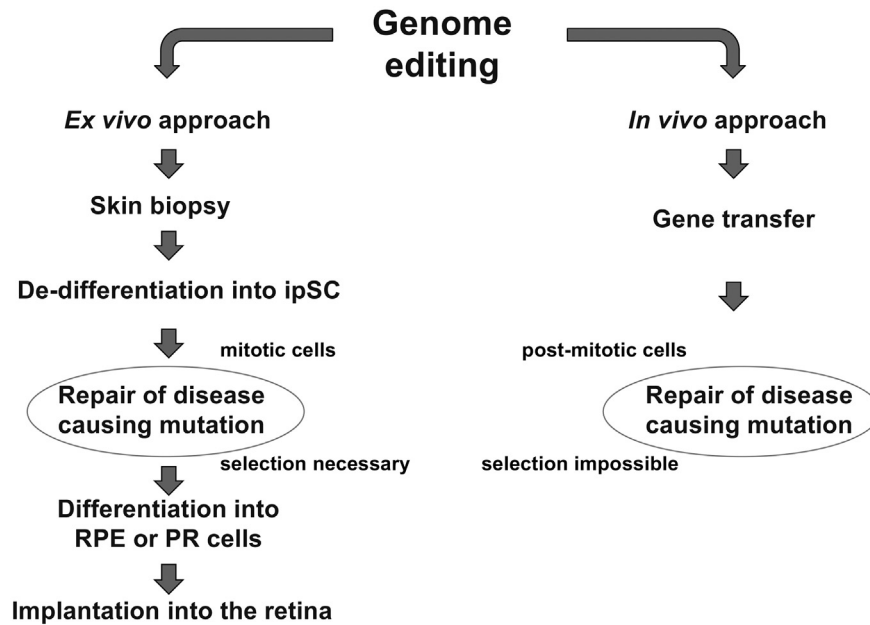 Genome
editing
Ex vivo approach
In vivo approach
Skin biopsy
Gene transfer
De-differentiation into ipSC
mitotic cells
post-mitotic cells
Repair of disease
causing mutation
Repair of disease
causing mutation
selection necessary
selection impossible
Differentiation into
RPE or PR cells
Implantation into the retina